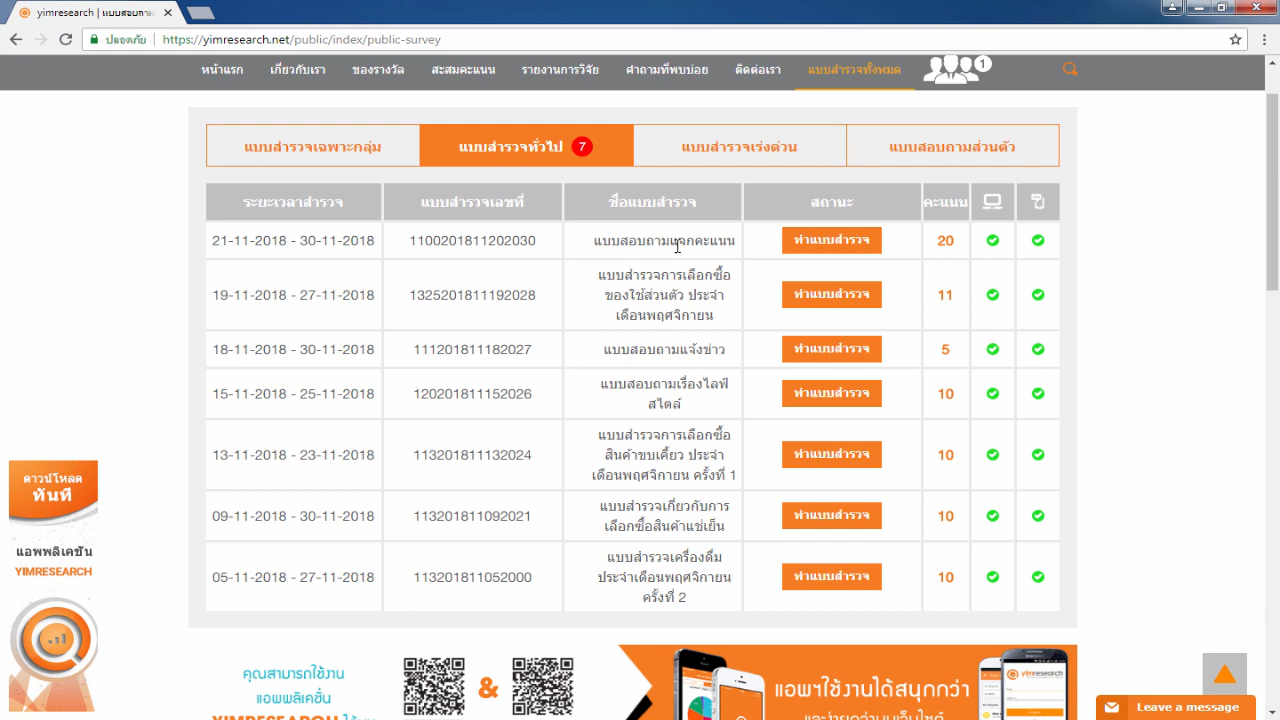 yimresearch | แบบสอบถาม
ปลอดภัย | https://yimresearch.net/public/index/public-survey
หน้าแรก เกี่ยวกับเรา ของรางวัล สะสมคะแนน รายงานการวิจัย คำถามที่พบบ่อย ติดต่อเรา แบบสำรวจทั้งหมด 1
แบบสำรวจเฉพาะกลุ่ม แบบสำรวจทั่วไป 7 แบบสำรวจเร่งด่วน แบบสอบถามส่วนตัว
ระยะเวลาสำรวจ แบบสำรวจเลขที่ ชื่อแบบสำรวจ สถานะ คะแนน
21-11-2018 - 30-11-2018 1100201811202030 แบบสอบถามแจกคะแนน ทำแบบสำรวจ 20
19-11-2018 - 27-11-2018 1325201811192028 แบบสำรวจการเลือกซื้อ
ของใช้ส่วนตัว ประจำ
เดือนพฤศจิกายน ทำแบบสำรวจ 11
18-11-2018 - 30-11-2018 111201811182027 แบบสอบถามแจ้งข่าว ทำแบบสำรวจ 5
15-11-2018 - 25-11-2018 120201811152026 แบบสอบถามเรื่องไลฟ์
สไตล์ ทำแบบสำรวจ 10
13-11-2018 - 23-11-2018 113201811132024 แบบสำรวจการเลือกซื้อ
สินค้าขบเคี้ยว ประจำ
เดือนพฤศจิกายน ครั้งที่ 1 ทำแบบสำรวจ 10
09-11-2018 - 30-11-2018 113201811092021 แบบสำรวจเกี่ยวกับการ
เลือกซื้อสินค้าแช่เย็น ทำแบบสำรวจ 10
05-11-2018 - 27-11-2018 113201811052000 แบบสำรวจเครื่องดื่ม
ประจำเดือนพฤศจิกายน
ครั้งที่ 2 ทำแบบสำรวจ 10
ดาวน์โหลด
ทันที
แอพพลิเคชัน
YIMRESEARCH
คุณสามารถใช้งาน
แอพพลิเคชั่น
YIMRESEARCH ได้แล้ว
&
แอพฯใช้งานได้สนุกกว่า
yimresearch
Leave a message